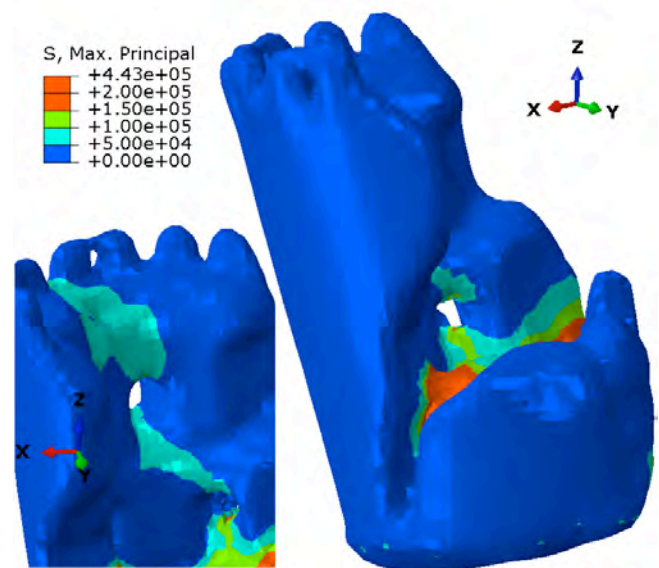 S, Max. Principal
+4.43e+05
+2.00e+05
+1.50e+05
+1.00e+05
+5.00e+04
+0.00e+00
Z
X
Y
Z
X
Y